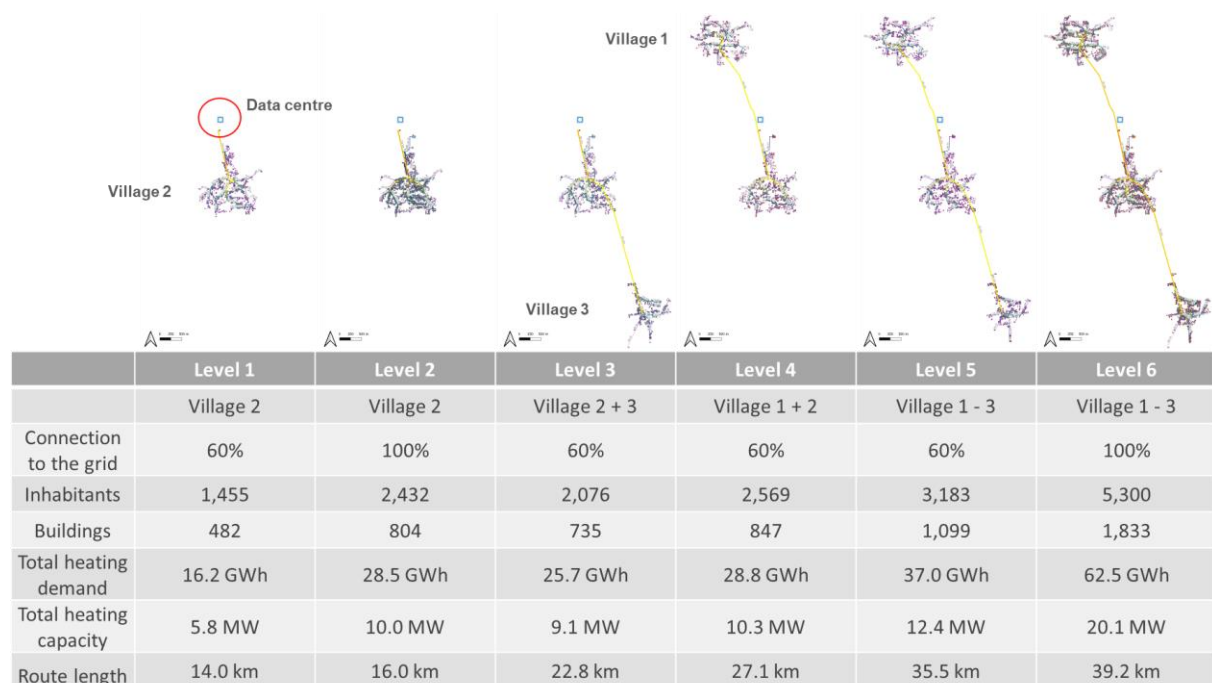 Village 1
Data centre
Village 2
Village 3
Level 1 Level 2 Level 3 Level 4 Level 5 Level 6
Village 2 Village 2 Village 2 + 3 Village 1 + 2 Village 1 - 3 Village 1 - 3
Connection
to the grid 60% 100% 60% 60% 60% 100%
Inhabitants 1,455 2,432 2,076 2,569 3,183 5,300
Buildings 482 804 735 847 1,099 1,833
Total heating
demand 16.2 GWh 28.5 GWh 25.7 GWh 28.8 GWh 37.0 GWh 62.5 GWh
Total heating
capacity 5.8 MW 10.0 MW 9.1 MW 10.3 MW 12.4 MW 20.1 MW
Route length 14.0 km 16.0 km 22.8 km 27.1 km 35.5 km 39.2 km